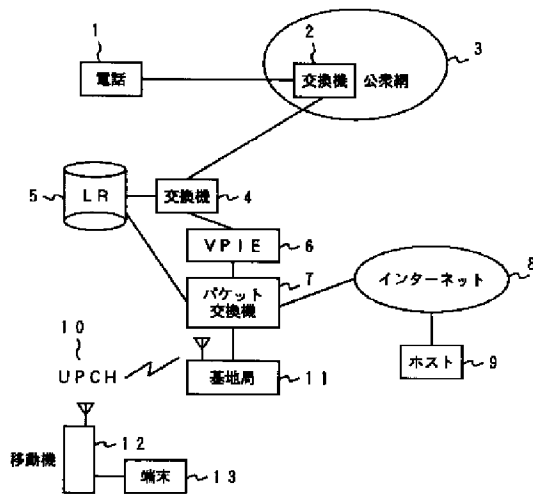 1
電話
2
交換機
公衆網
3
5
LR
交換機
4
VPIE
6
7
パケット
交換機
インターネット
8
ホスト
9
10
UPCH
基地局
11
移動機
12
端末
13